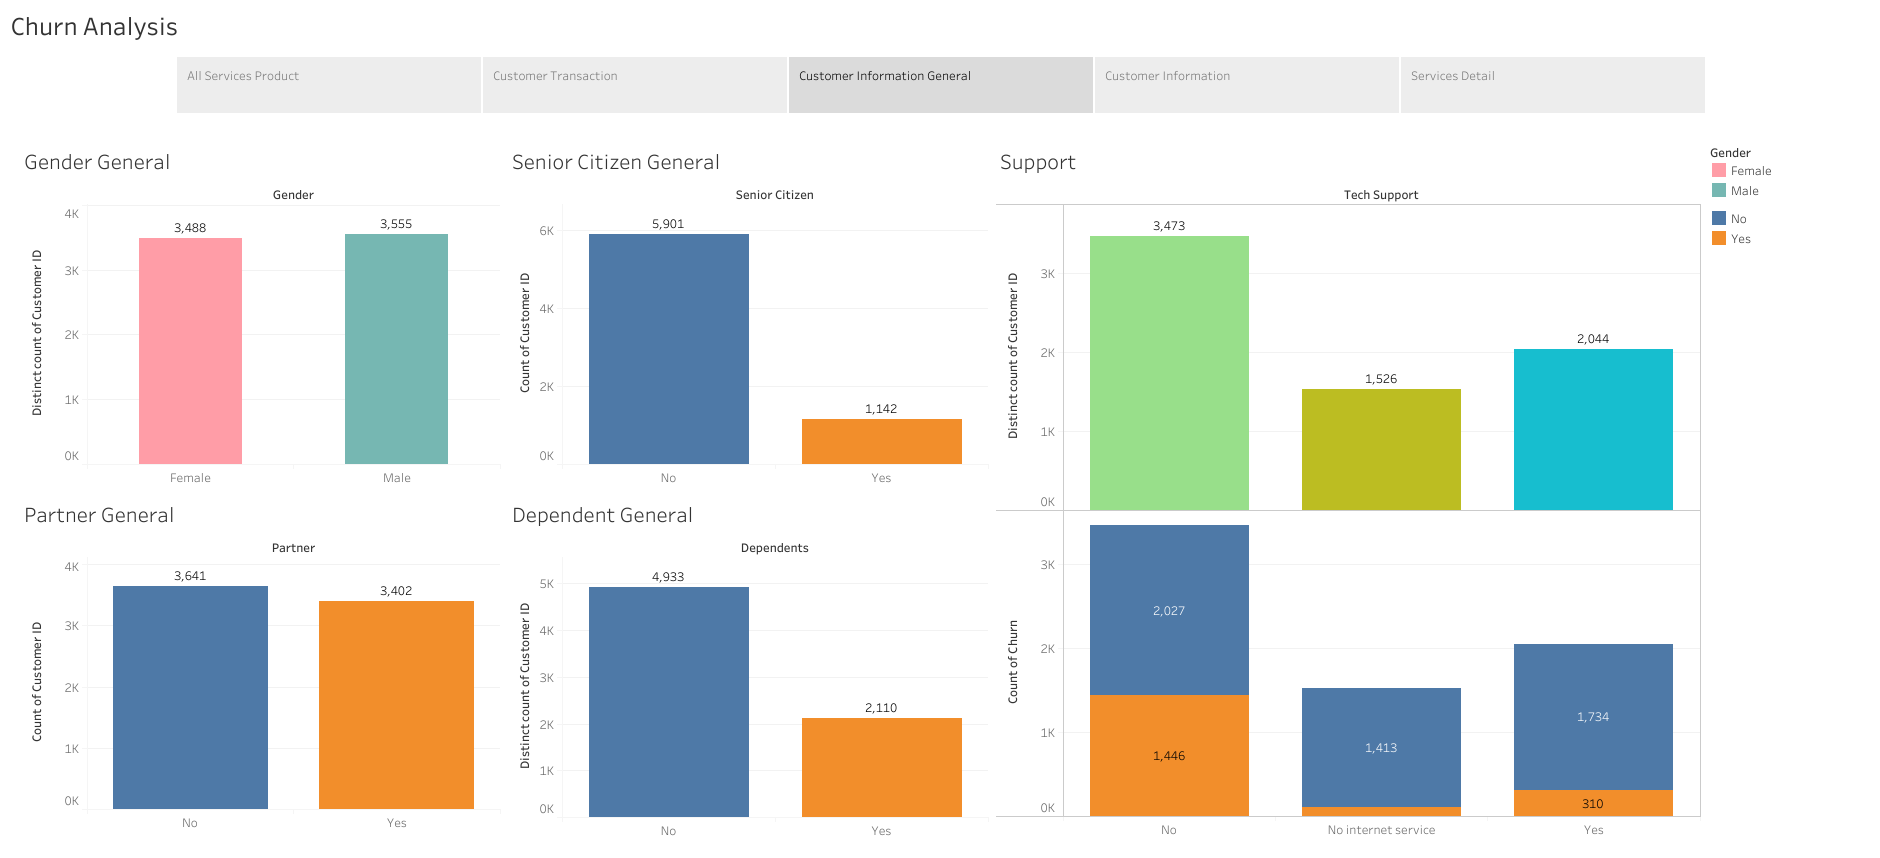 Churn Analysis
All Services Product
Customer Transaction
Customer Information General
Customer Information
Services Detail
Gender General
Gender
Distinct count of Customer ID
4K
3K
2K
1K
0K
3,488
3,555
Female
Male
Senior Citizen General
Senior Citizen
Count of Customer ID
6K
4K
2K
0K
5,901
1,142
No
Yes
Support
Tech Support
Distinct count of Customer ID
3K
2K
1K
0K
3,473
1,526
2,044
Count of Churn
3K
2K
1K
0K
2,027
1,446
1,413
1,734
310
No
No internet service
Yes
Gender
Female
Male
No
Yes
Partner General
Partner
Count of Customer ID
4K
3K
2K
1K
0K
3,641
3,402
No
Yes
Dependent General
Dependents
Distinct count of Customer ID
5K
4K
3K
2K
1K
0K
4,933
2,110
No
Yes